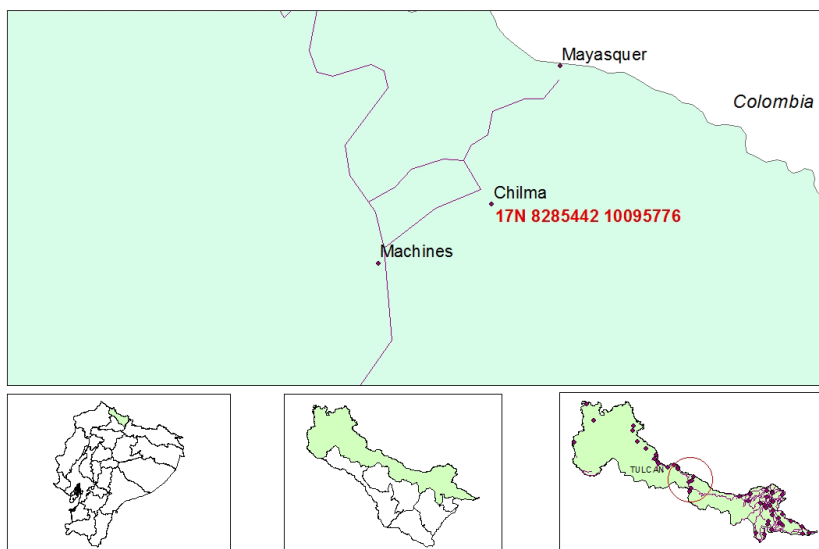 Mayasquer
Colombia
Chilma
17N 8285442 10095776
Machines
TULCAN